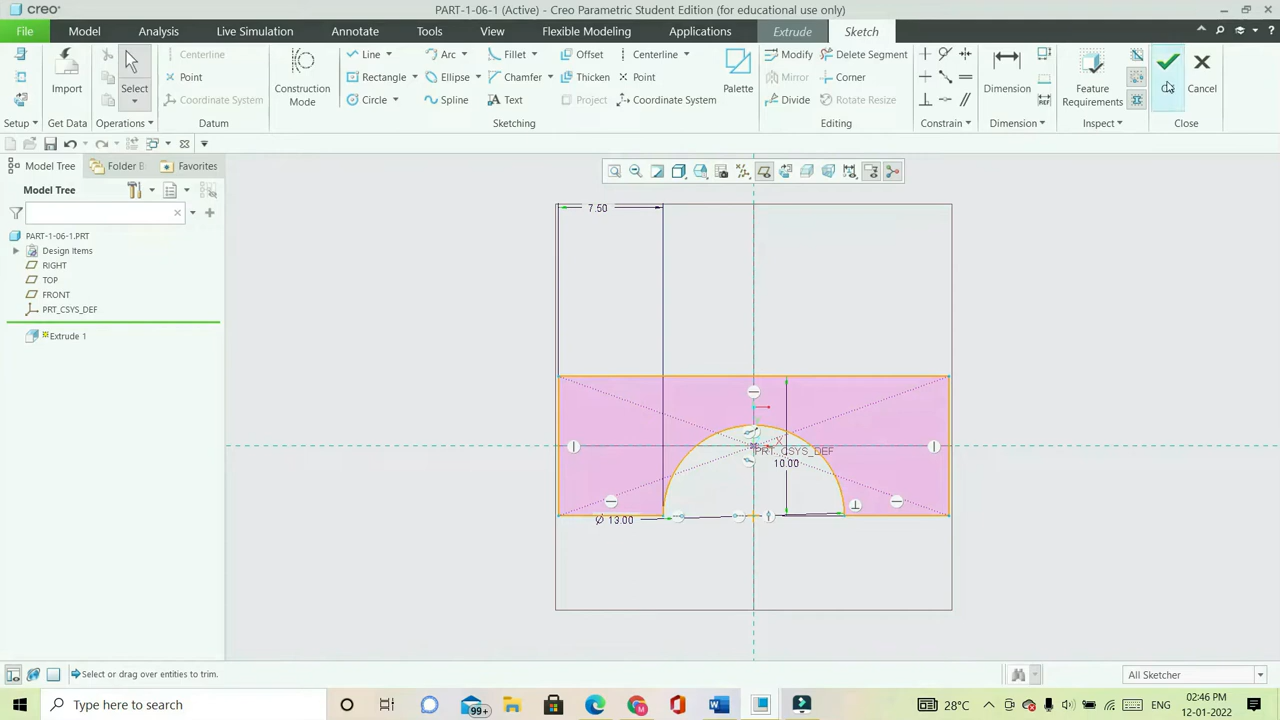 creo PART-1-06-1 (Active) - Creo Parametric Student Edition (for educational use only)
File Model Analysis Live Simulation Annotate Tools View Flexible Modeling Applications Extrude Sketch
Centerline Line Arc Fillet Offset Centerline Modify Delete Segment
Point Rectangle Ellipse Chamfer Thicken Point Mirror Corner
Import Select Coordinate System Construction Mode Circle Spline Text Project Coordinate System Palette Divide Rotate Resize Dimension Feature Requirements Cancel
Setup Get Data Operations Datum Sketching Editing Constrain Dimension Inspect Close
Model Tree Folder B Favorites
Model Tree
PART-1-06-1.PRT
Design Items
RIGHT
TOP
FRONT
PRT_CSYS_DEF
Extrude 1
7.50
X
PRT_CSYS_DEF
10.00
Ø 13.00
REF
Select or drag over entities to trim.
All Sketcher
Type here to search
99+
28°C
ENG
02:46 PM
12-01-2022